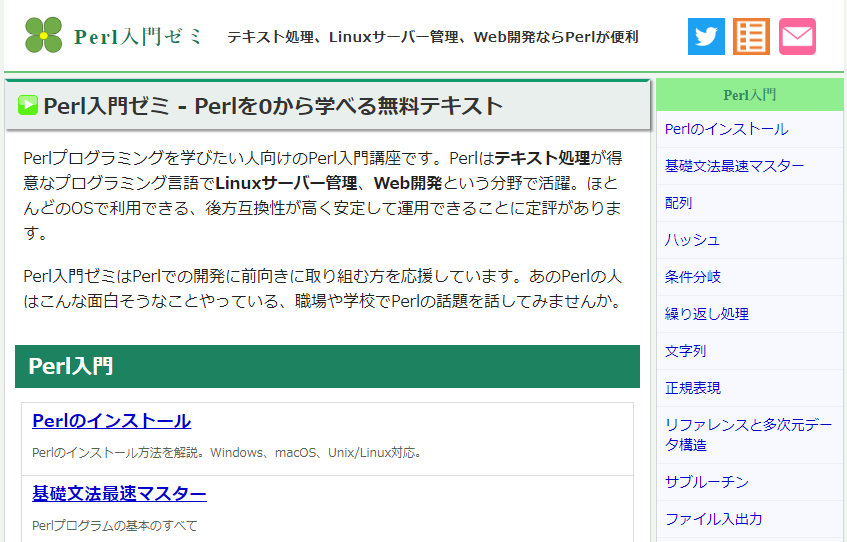 Perl入門ゼミ
テキスト処理、Linuxサーバー管理、Web開発ならPerlが便利
Perl入門ゼミ - Perlを0から学べる無料テキスト
Perlプログラミングを学びたい人向けのPerl入門講座です。Perlはテキスト処理が得
意なプログラミング言語でLinuxサーバー管理、Web開発という分野で活躍。ほと
んどのOSで利用できる、後方互換性が高く安定して運用できることに定評がありま
す。
Perl入門ゼミはPerlでの開発に前向きに取り組む方を応援しています。あのPerlの人
はこんな面白そうなことやっている、職場や学校でPerlの話題を話してみませんか。
Perl入門
Perlのインストール
Perlのインストール方法を解説。Windows、macOS、Unix/Linux対応。
基礎文法最速マスター
Perlプログラムの基本のすべて
Perl入門
Perlのインストール
基礎文法最速マスター
配列
ハッシュ
条件分岐
繰り返し処理
文字列
正規表現
リファレンスと多次元デー
タ構造
サブルーチン
ファイル入出力